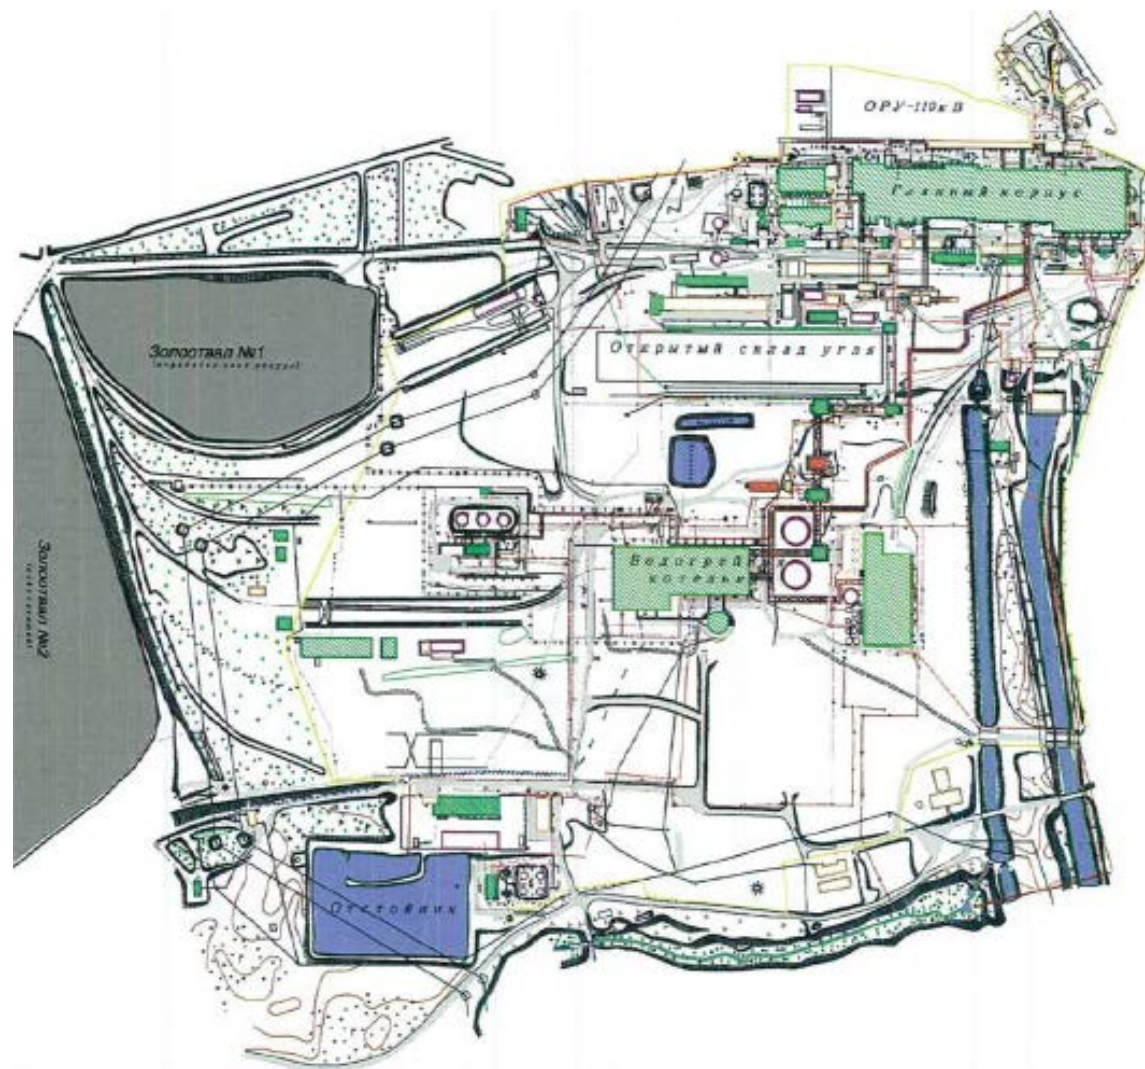 ОРУ-110кВ
Главный корпус
Золоотвал №1
Открытый склад угля
Водогрей
котельн
Золоотвал №2
Отстойник